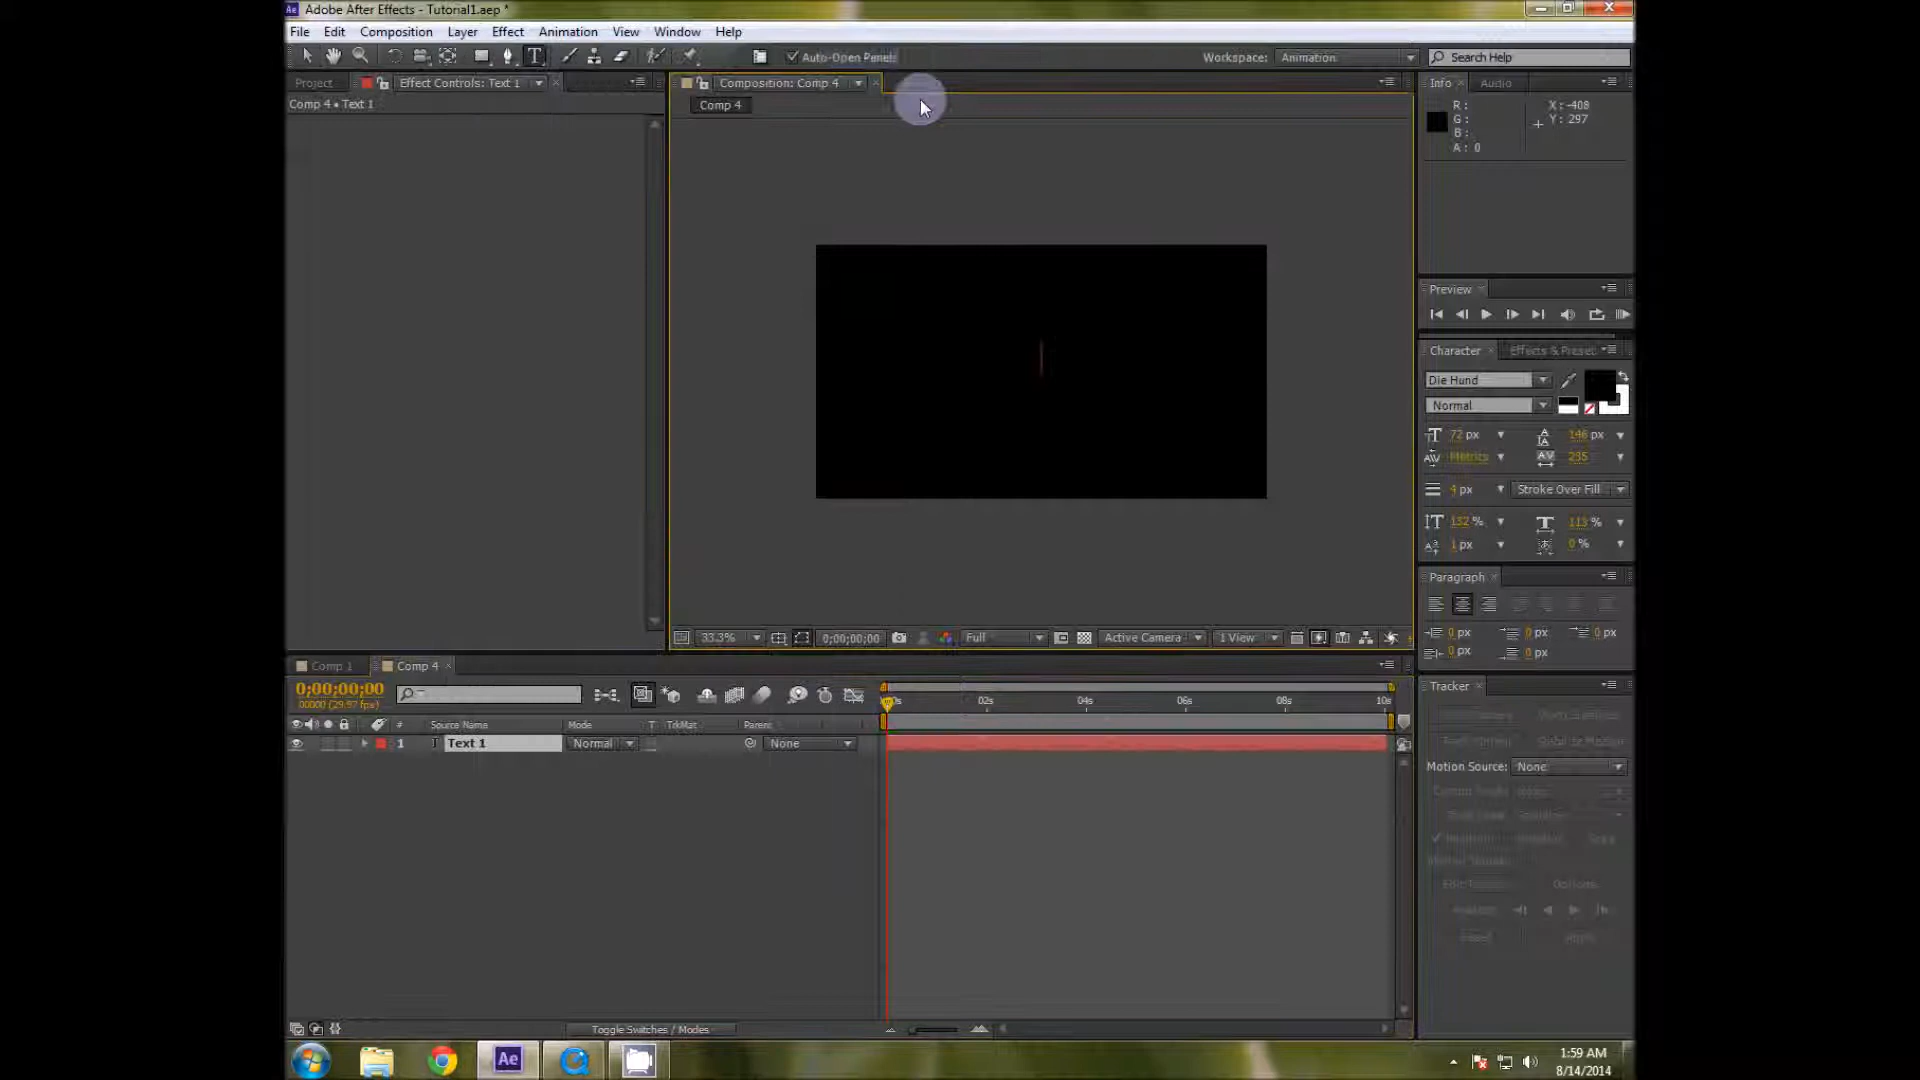 Adobe After Effects - Tutorial1.aep *
File Edit Composition Layer Effect Animation View Window Help
Auto-Open Panels Workspace: Animation Search Help
Project Effect Controls: Text 1 Composition: Comp 4 Info Audio
Comp 4 • Text 1 Comp 4
R: X: -408
G: Y: 297
B:
A: 0
Preview
Character Effects & Preset
Die Hund
Normal
72 px 146 px
Metrics 235
4 px Stroke Over Fill
132 % 113 %
1 px 0 %
Paragraph
0 px 0 px 0 px
0 px 0 px
33.3% 0;00;00;00 Full Active Camera 1 View
Comp 1 Comp 4
0;00;00;00
00000 (29.97 fps)
02s 04s 06s 08s 10s
# Source Name Mode T TrkMat Parent
1 T Text 1 Normal None
Tracker
Motion Source: None
Toggle Switches / Modes
1:59 AM
8/14/2014